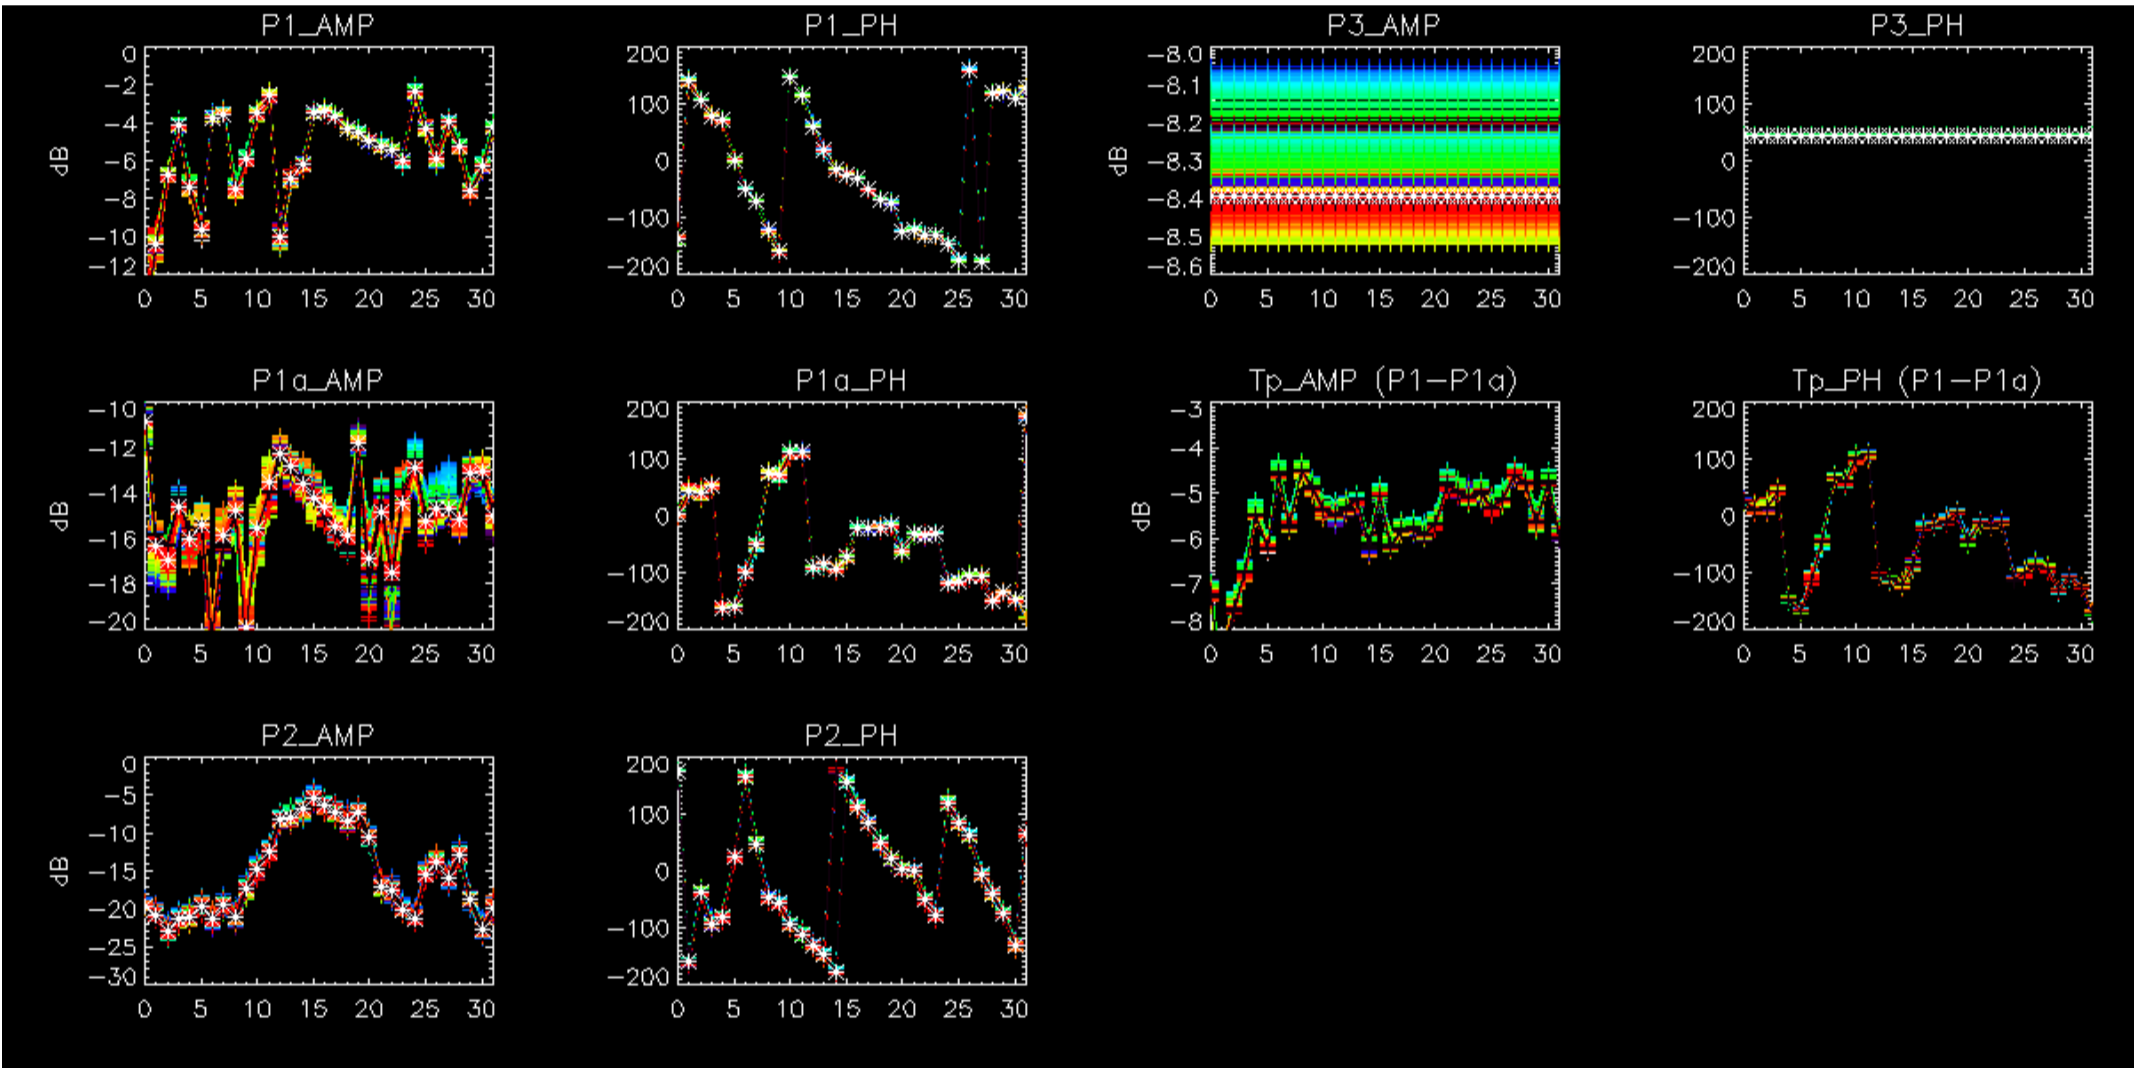 P1_AMP
0
-2
-4
-6
-8
-10
-12
dB
0 5 10 15 20 25 30
P1_PH
200
100
0
-100
-200
0 5 10 15 20 25 30
P3_AMP
-8.0
-8.1
-8.2
-8.3
-8.4
-8.5
-8.6
dB
0 5 10 15 20 25 30
P3_PH
200
100
0
-100
-200
0 5 10 15 20 25 30
P1a_AMP
-10
-12
-14
-16
-18
-20
dB
0 5 10 15 20 25 30
P1a_PH
200
100
0
-100
-200
0 5 10 15 20 25 30
Tp_AMP (P1-P1a)
-3
-4
-5
-6
-7
-8
dB
0 5 10 15 20 25 30
Tp_PH (P1-P1a)
200
100
0
-100
-200
0 5 10 15 20 25 30
P2_AMP
0
-5
-10
-15
-20
-25
-30
dB
0 5 10 15 20 25 30
P2_PH
200
100
0
-100
-200
0 5 10 15 20 25 30